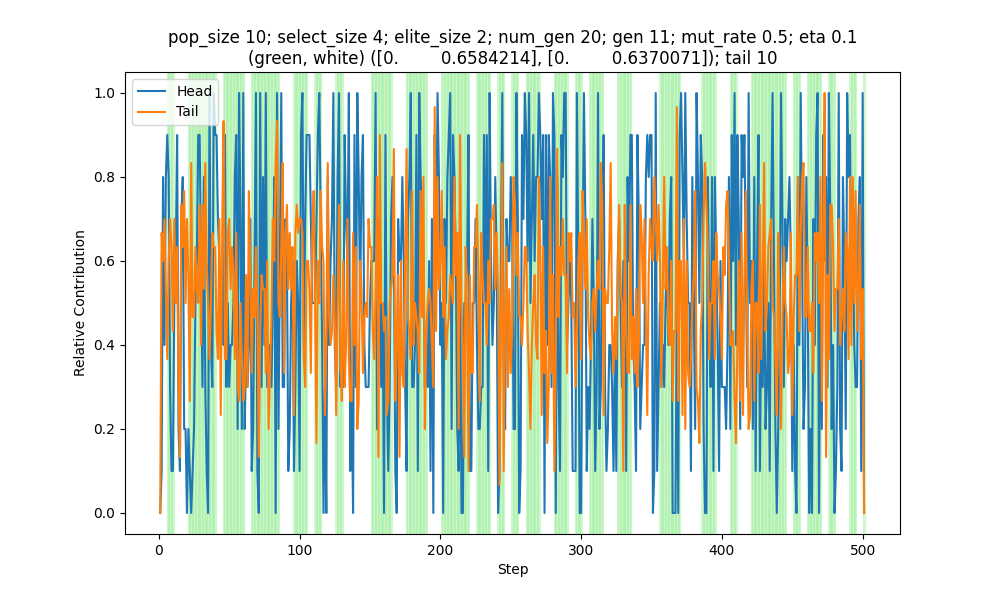 pop_size 10; select_size 4; elite_size 2; num_gen 20; gen 11; mut_rate 0.5; eta 0.1
(green, white) ([0.        0.6584214], [0.        0.6370071]); tail 10
Head
Tail
1.0
0.8
0.6
0.4
0.2
0.0
Relative Contribution
0 100 200 300 400 500
Step